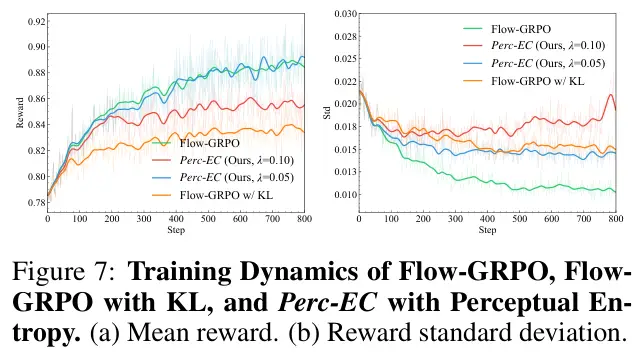 0.92
0.90
0.88
0.86
0.84
0.82
0.80
0.78
Reward
0 100 200 300 400 500 600 700 800
Step
Flow-GRPO
Perc-EC (Ours, λ=0.10)
Perc-EC (Ours, λ=0.05)
Flow-GRPO w/ KL
0.030
0.028
0.025
0.022
0.020
0.018
0.015
0.013
0.010
Std
0 100 200 300 400 500 600 700 800
Step
Flow-GRPO
Perc-EC (Ours, λ=0.10)
Perc-EC (Ours, λ=0.05)
Flow-GRPO w/ KL
Figure 7: Training Dynamics of Flow-GRPO, Flow-
GRPO with KL, and Perc-EC with Perceptual En-
tropy. (a) Mean reward. (b) Reward standard deviation.